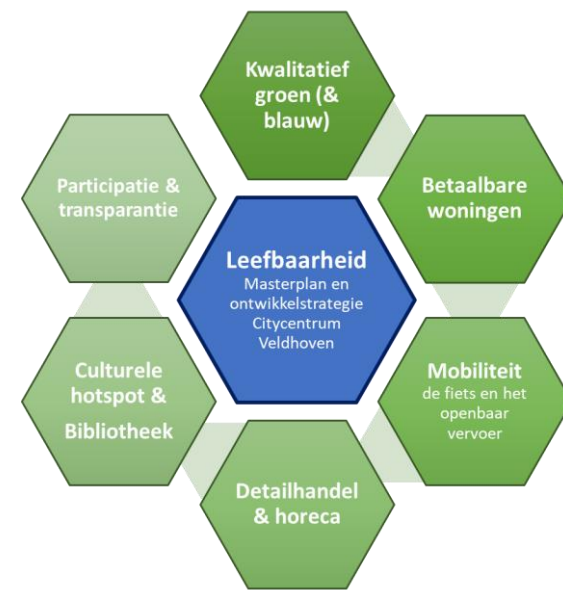 Kwalitatief
groen (&
blauw)
Betaalbare
woningen
Participatie &
transparantie
Leefbaarheid
Masterplan en
ontwikkelstrategie
Citycentrum
Veldhoven
Mobiliteit
de fiets en het
openbaar
vervoer
Culturele
hotspot &
Bibliotheek
Detailhandel
& horeca